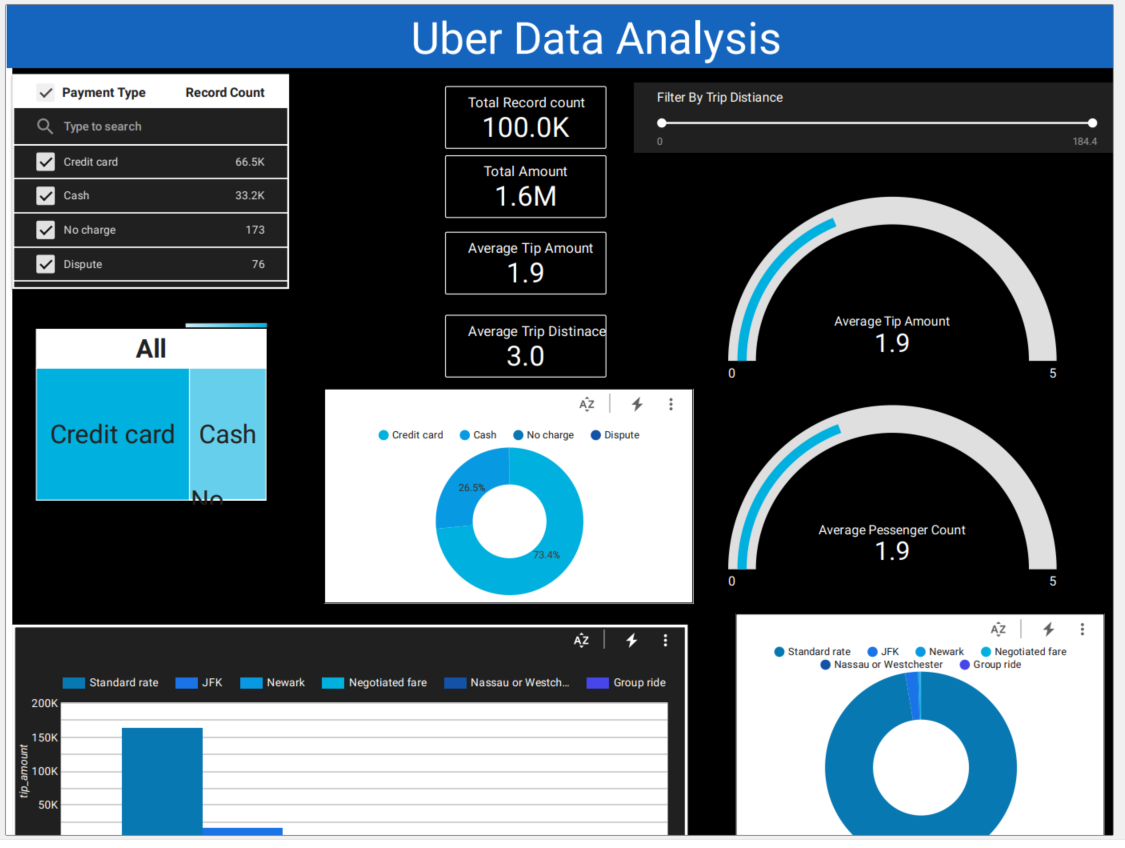 Uber Data Analysis
Payment Type Record Count
Type to search
Credit card 66.5K
Cash 33.2K
No charge 173
Dispute 76
Total Record count
100.0K
Total Amount
1.6M
Average Tip Amount
1.9
Average Trip Distinace
3.0
Filter By Trip Distiance
0 184.4
Average Tip Amount
1.9
0 5
Average Pessenger Count
1.9
0 5
All
Credit card Cash
No
AZ
Credit card Cash No charge Dispute
26.5%
73.4%
AZ
Standard rate JFK Newark Negotiated fare Nassau or Westch... Group ride
200K
150K
100K
50K
tip_amount
AZ
Standard rate JFK Newark Negotiated fare
Nassau or Westchester Group ride